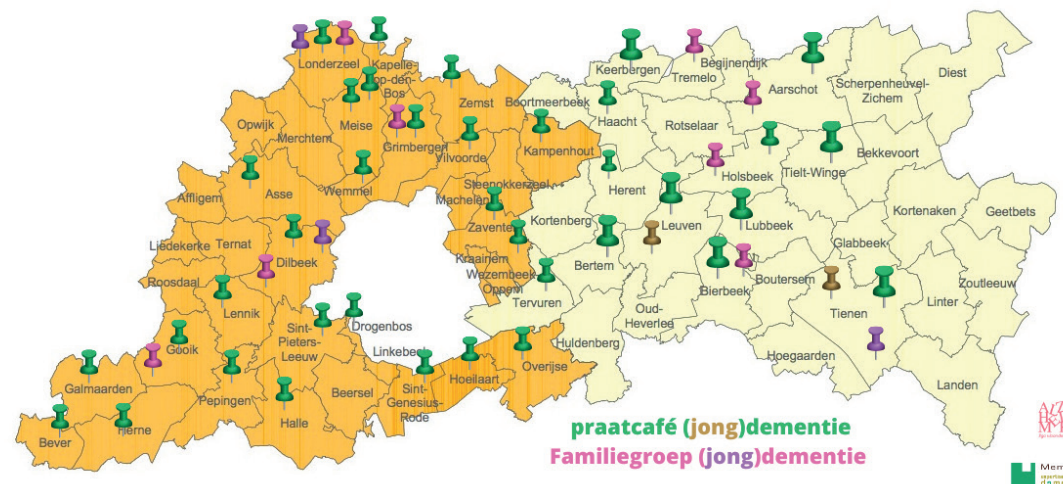 Londerzeel
Kapelle-
op-den-
Bos
Zemst
Opwijk
Merchtem
Meise
Grimbergen
Vilvoorde
Kampenhout
Boortmeerbeek
Keerbergen
Tremelo
Begijnendijk
Aarschot
Scherpenheuvel-
Zichem
Diest
Haacht
Rotselaar
Affligem
Asse
Wemmel
Steenokkerzeel
Machelen
Herent
Holsbeek
Tielt-Winge
Bekkevoort
Liedekerke
Ternat
Dilbeek
Zavente
Kortenberg
Leuven
Lubbeek
Kortenaken
Geetbets
Roosdaal
Kraainem
Wezembeek
Oppem
Bertem
Glabbeek
Lennik
Sint-
Pieters-
Leeuw
Drogenbos
Tervuren
Bierbeek
Boutersem
Zoutleeuw
Linter
Tienen
Oud-
Heverlee
Gooik
Linkebeek
Huldenberg
Hoegaarden
Galmaarden
Pepingen
Halle
Beersel
Sint-
Genesius-
Rode
Hoeilaart
Overijse
Landen
Bever
praatcafé (jong)dementie
Familiegroep (jong)dementie
Mem